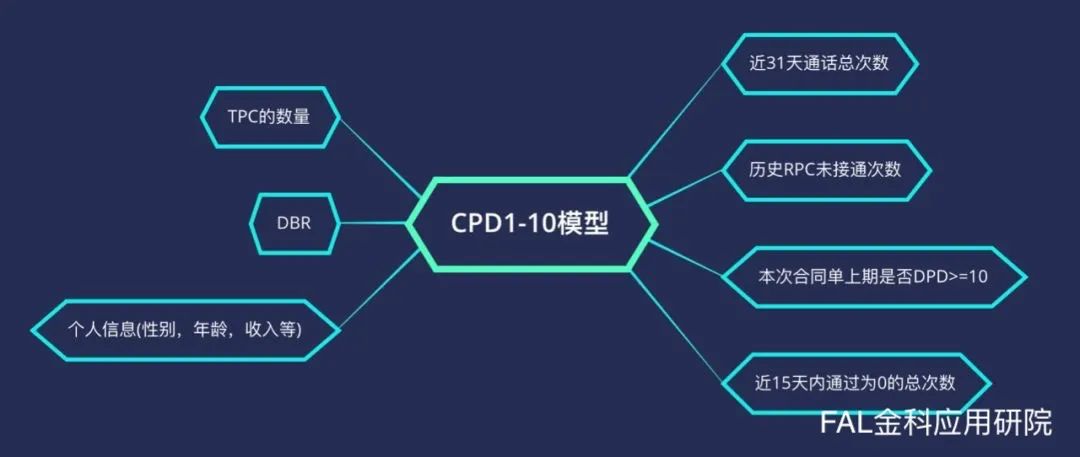 近31天通话总次数
TPC的数量
历史RPC未接通次数
CPD1-10模型
DBR
本次合同单上期是否DPD>=10
个人信息(性别，年龄，收入等)
近15天内通过为0的总次数
FAL金科应用研院